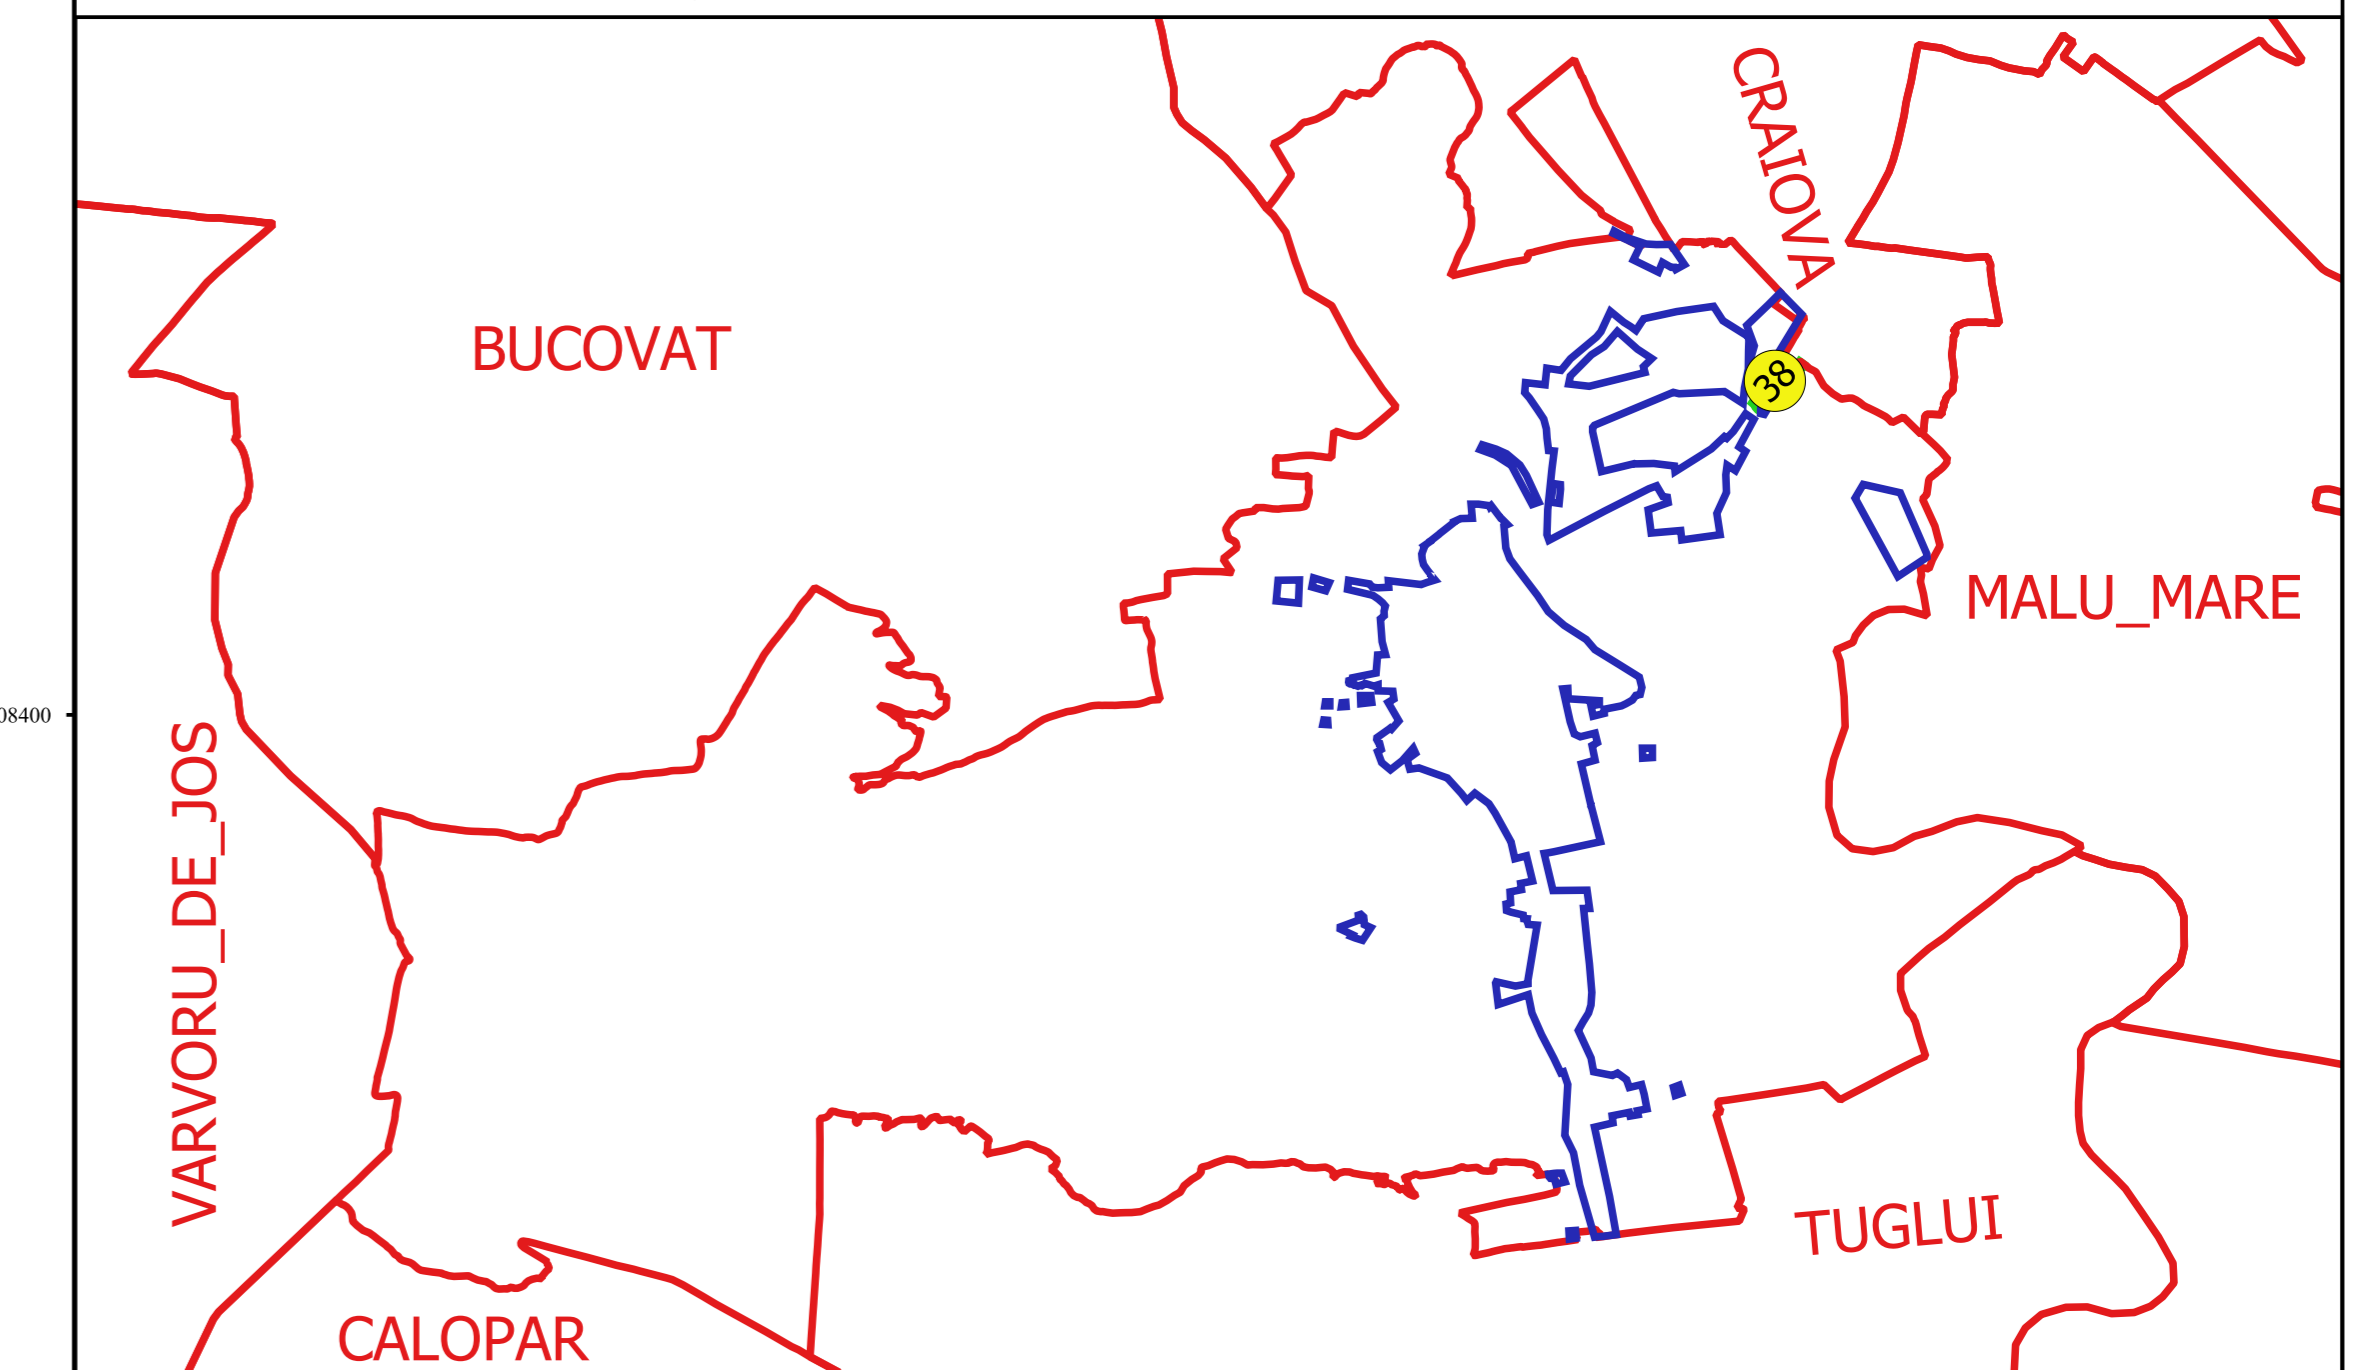 CRAIOVA
BUCOVAT
38
MALU_MARE
08400
VARVORU_DE_JOS
TUGLUI
CALOPAR